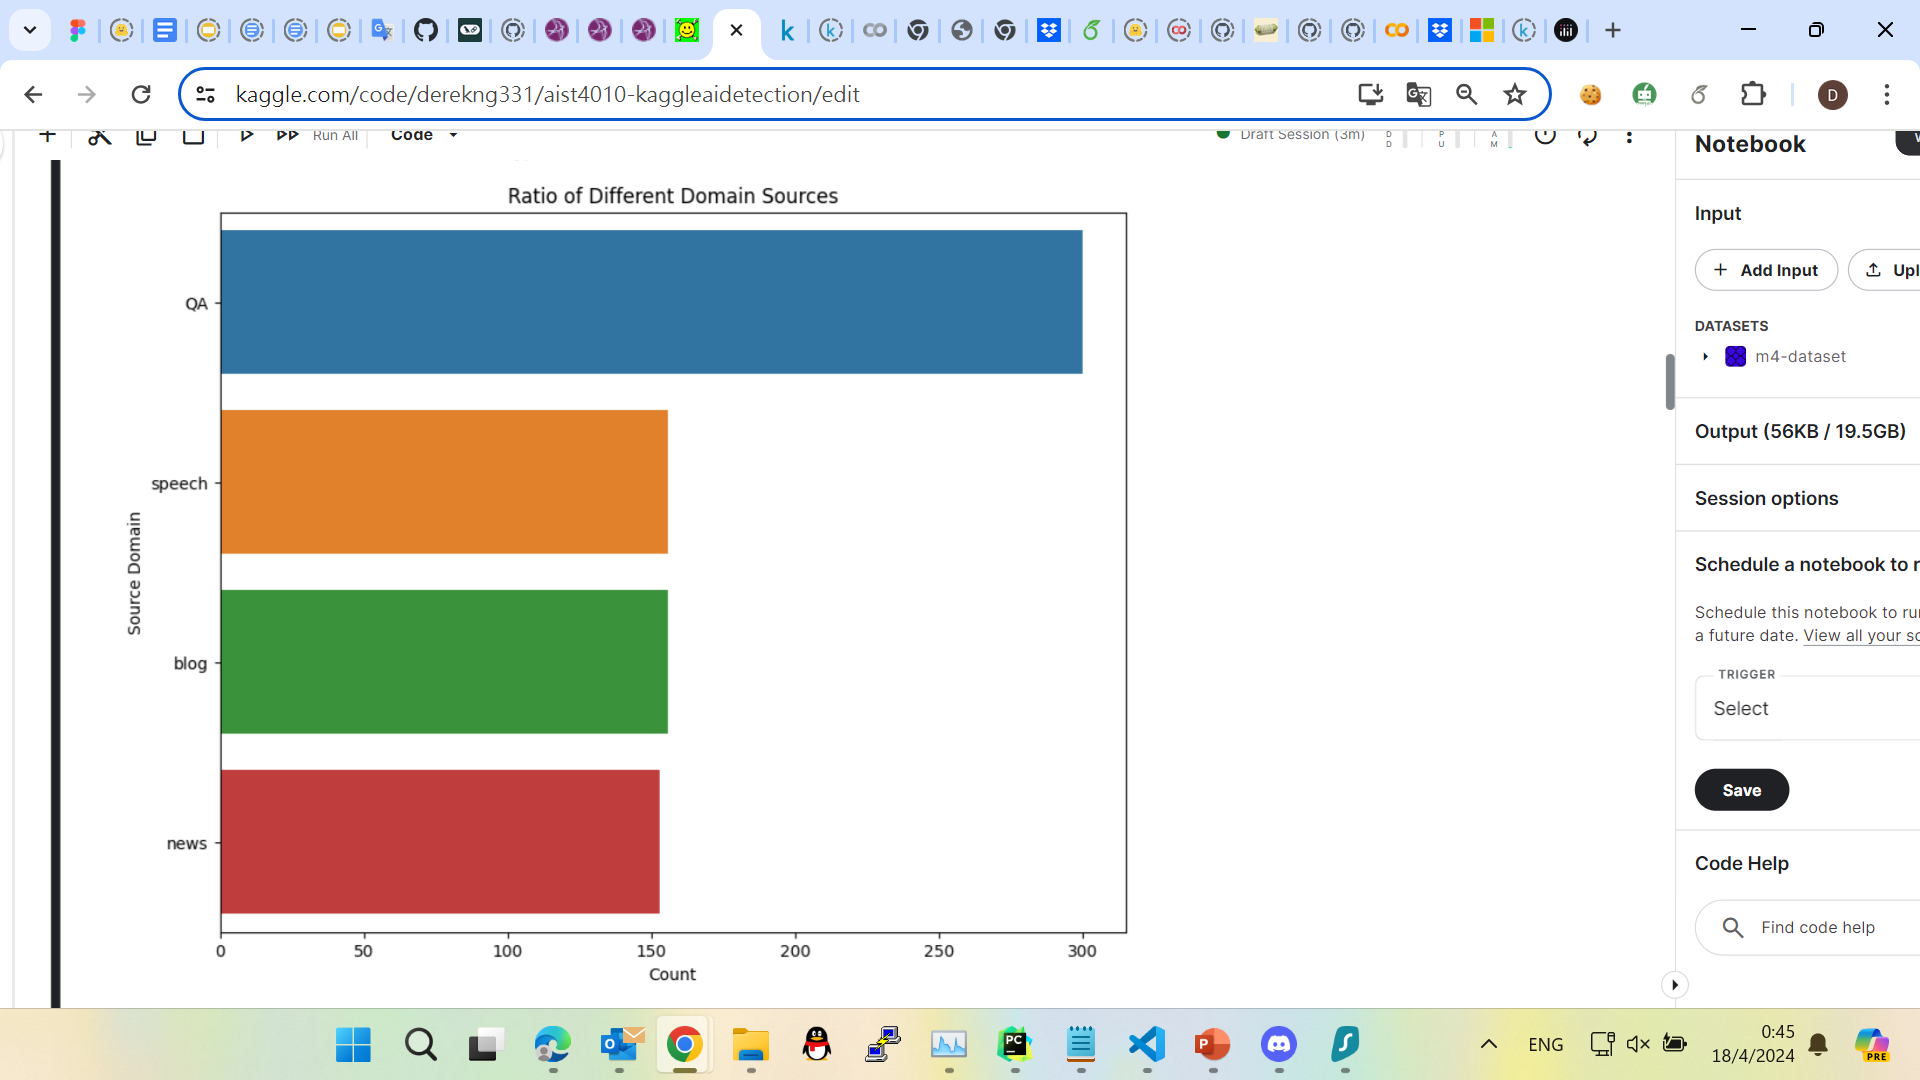 kaggle.com/code/derekng331/aist4010-kaggleaidetection/edit
D
Run All
Code
Draft Session (3m)
Notebook
Ratio of Different Domain Sources
QA
speech
blog
news
Source Domain
0 50 100 150 200 250 300
Count
Input
Add Input
Upl
DATASETS
m4-dataset
Output (56KB / 19.5GB)
Session options
Schedule a notebook to r
Schedule this notebook to ru
a future date. View all your sc
TRIGGER
Select
Save
Code Help
Find code help
ENG
0:45
18/4/2024
PRE